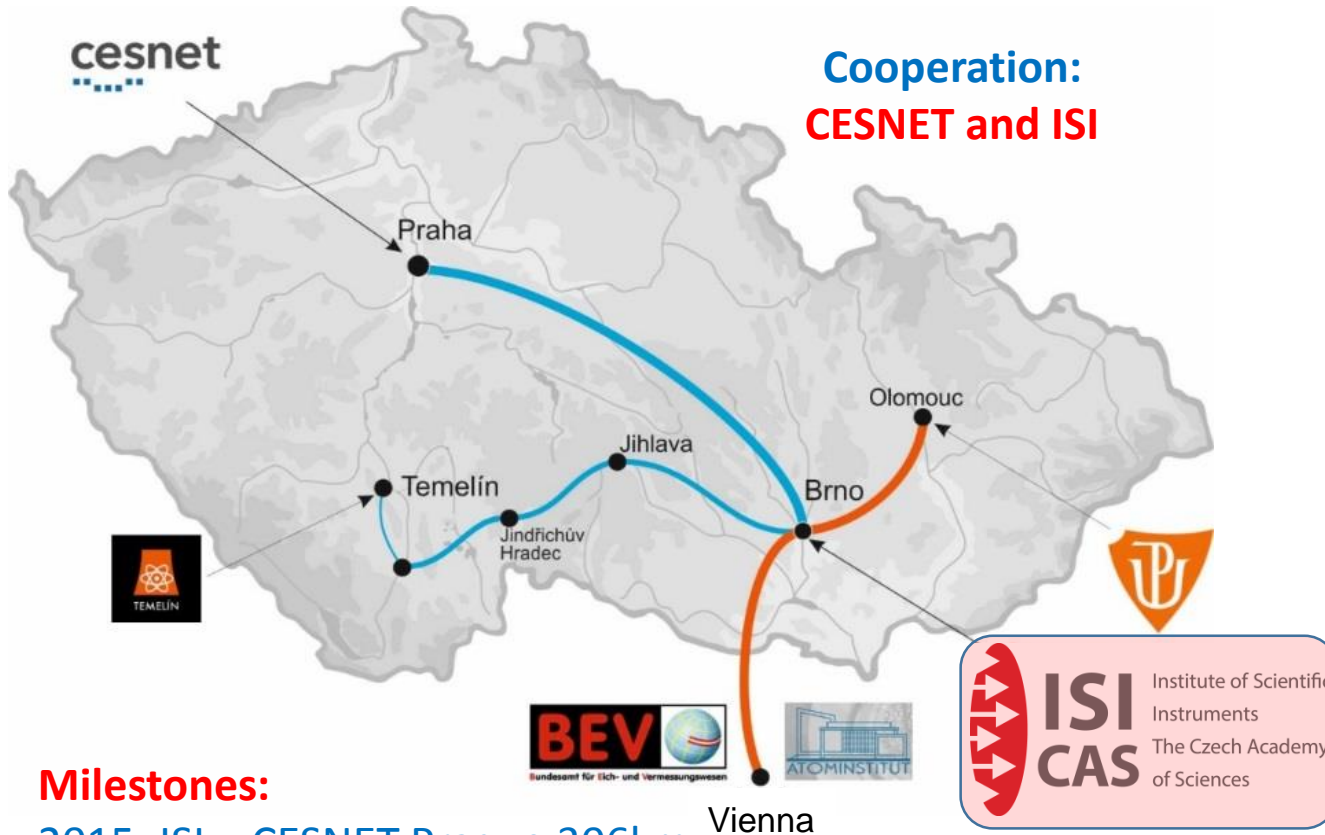 cesnet
Cooperation:
CESNET and ISI
Praha
Olomouc
Jihlava
Temelín
Brno
Jindřichův
Hradec
TEMELÍN
UP
BEV
Bundesamt für Eich- und Vermessungswesen
ATOMINSTITUT
ISI
CAS
Institute of Scientific
Instruments
The Czech Academy
of Sciences
Milestones:
Vienna